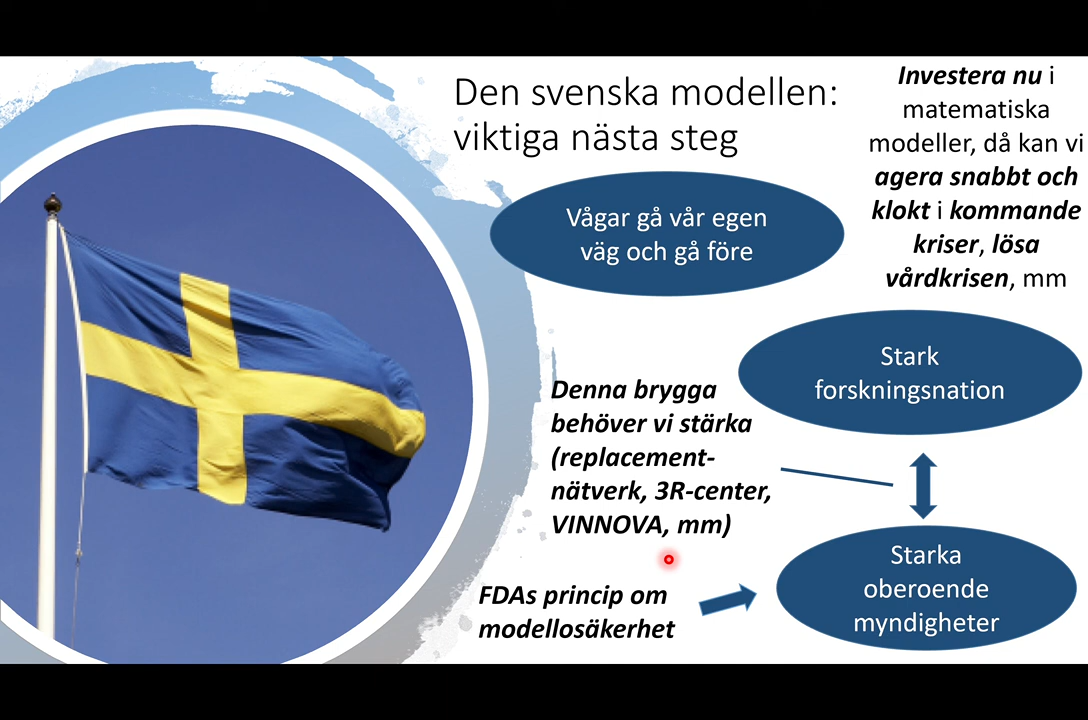 Den svenska modellen:
viktiga nästa steg
Investera nu i
matematiska
modeller, då kan vi
agera snabbt och
klokt i kommande
kriser, lösa
vårdkrisen, mm
Vågar gå vår egen
väg och gå före
Stark
forskningsnation
Denna brygga
behöver vi stärka
(replacement-
nätverk, 3R-center,
VINNOVA, mm)
Starka
oberoende
myndigheter
FDAs princip om
modellosäkerhet